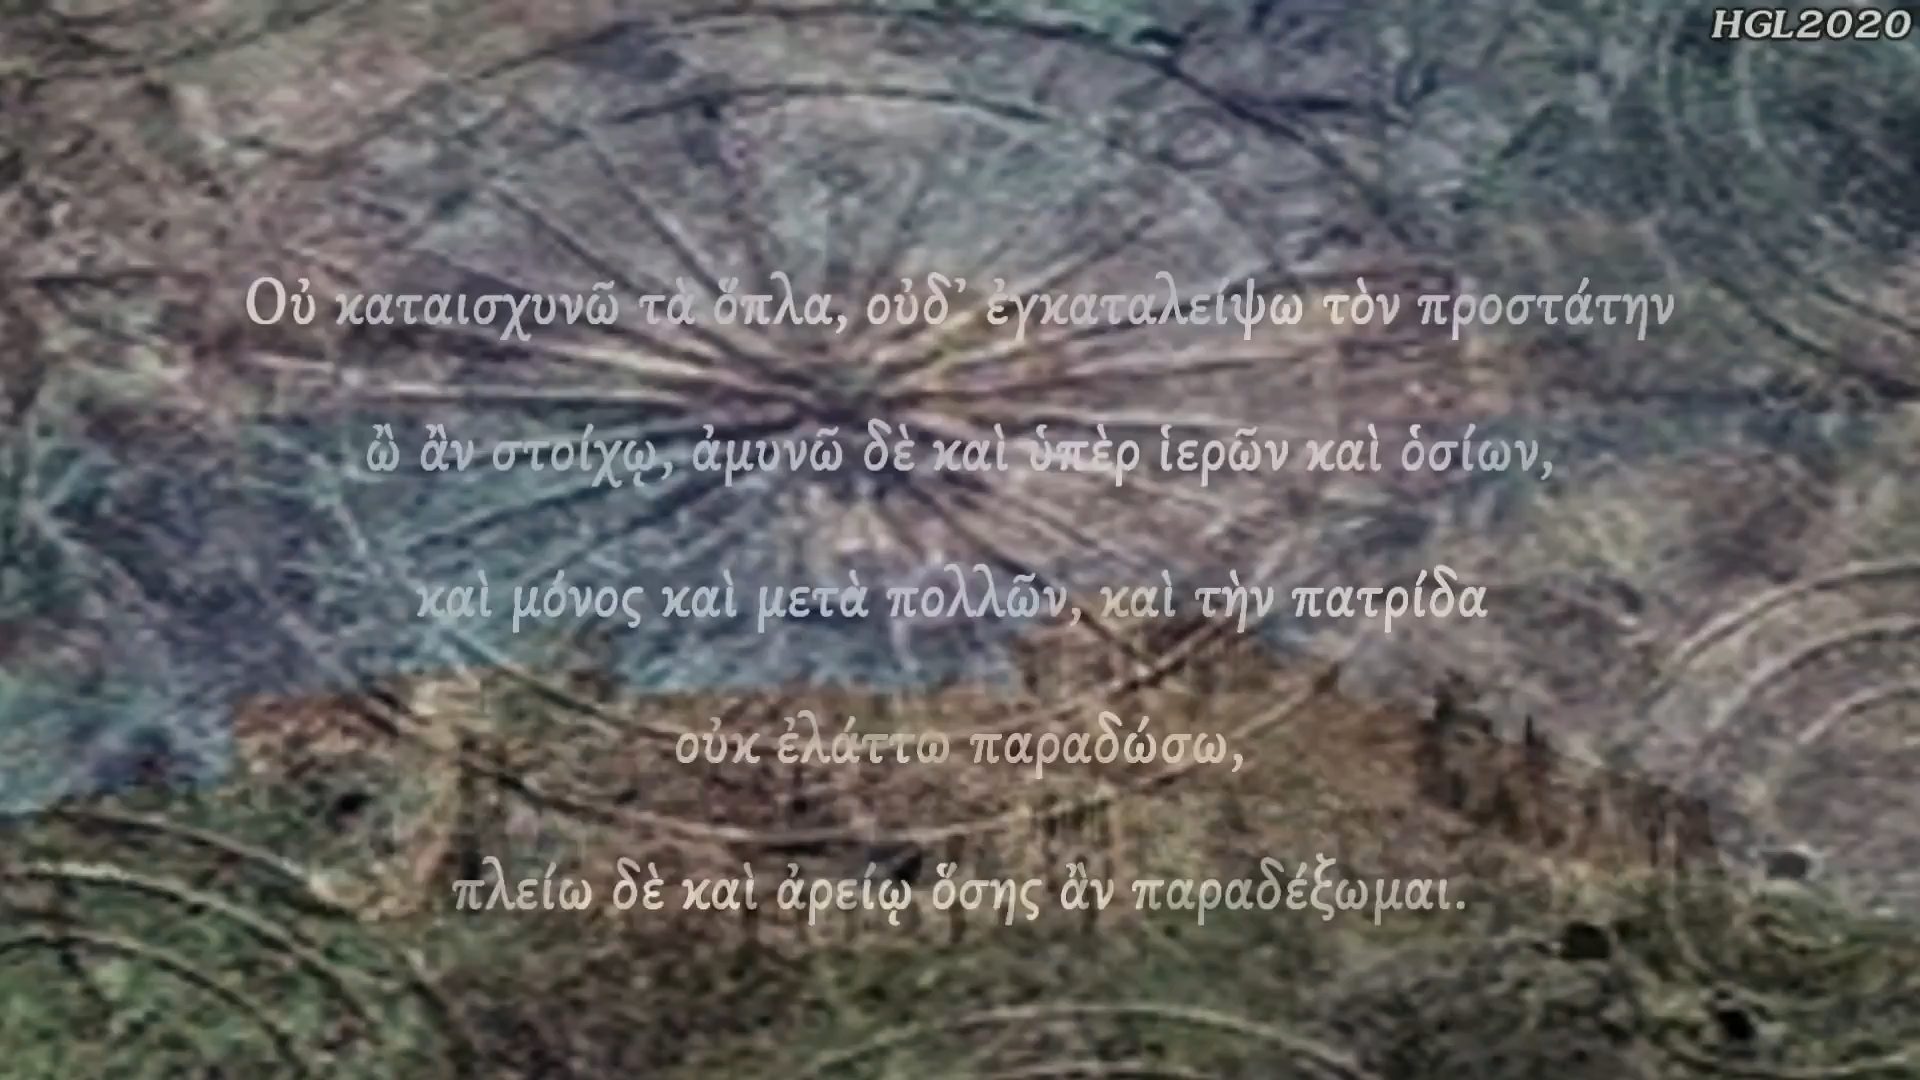 HGL2020
Οὐ καταισχυνῶ τὰ ὅπλα, οὐδ᾽ ἐγκαταλείψω τὸν προστάτην
ᾧ ἂν στοίχῳ, ἀμυνῶ δὲ καὶ ὑπὲρ ἱερῶν καὶ ὁσίων,
καὶ μόνος καὶ μετὰ πολλῶν, καὶ τὴν πατρίδα
οὐκ ἐλάττω παραδώσω,
πλείω δὲ καὶ ἀρείῳ ὅσης ἂν παραδέξωμαι.